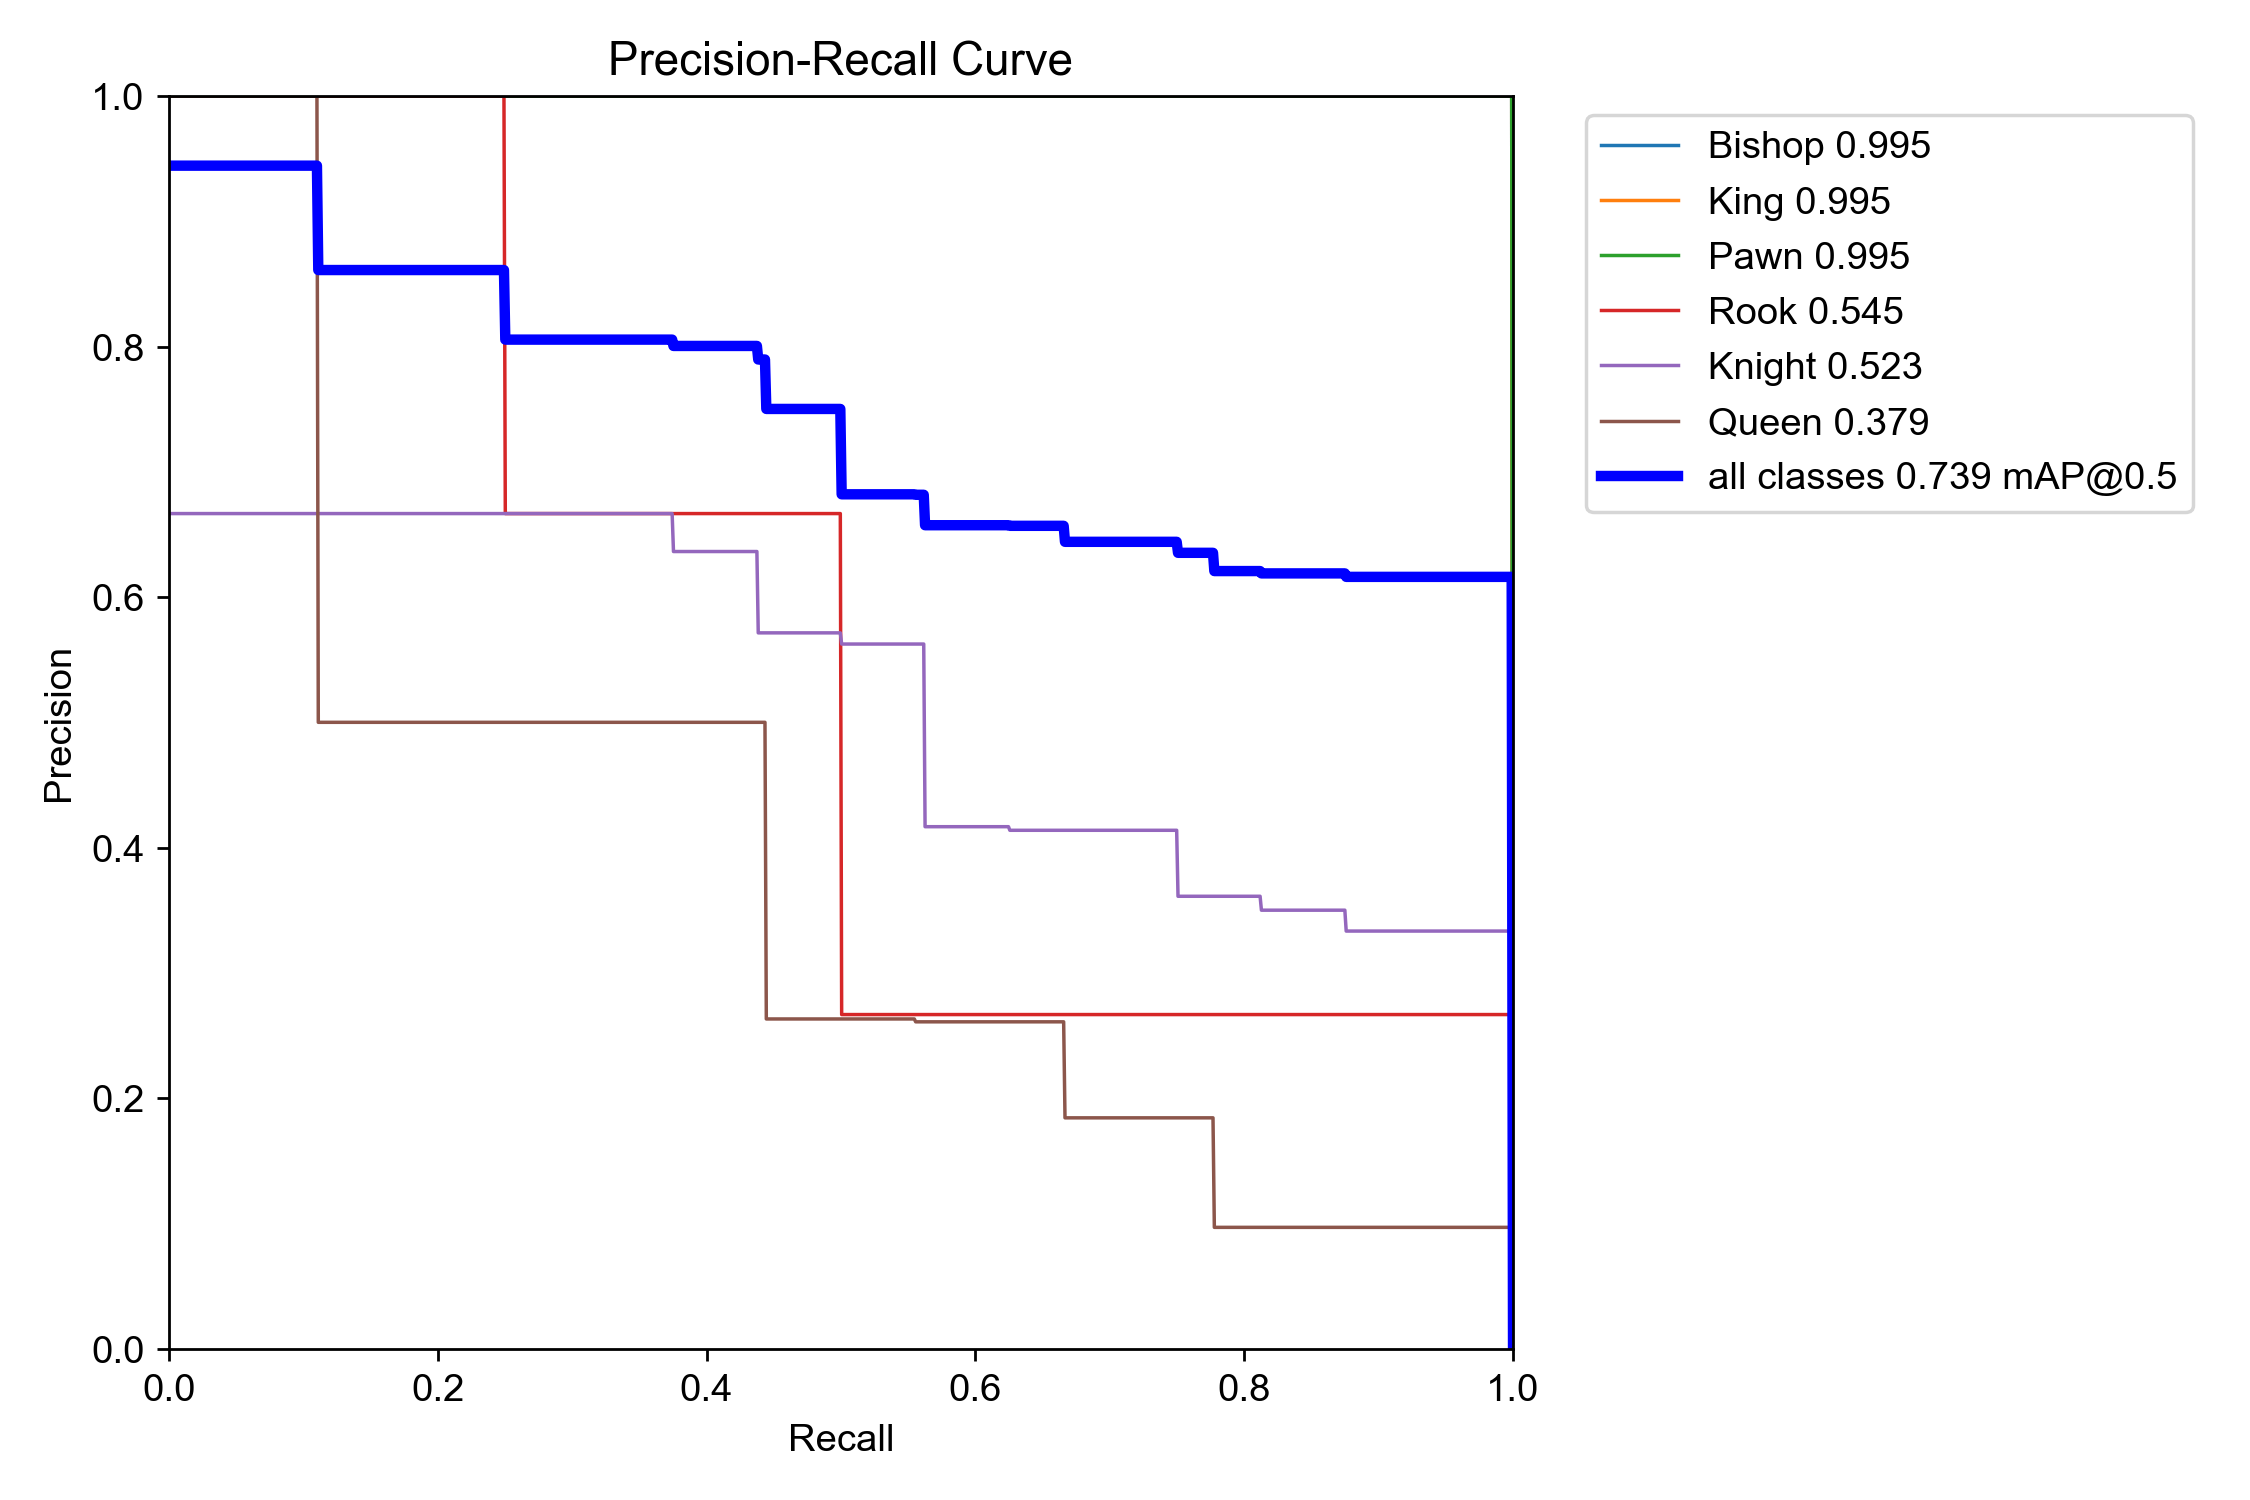 Precision-Recall Curve
1.0
0.8
0.6
0.4
0.2
0.0
Precision
0.0 0.2 0.4 0.6 0.8 1.0
Recall
Bishop 0.995
King 0.995
Pawn 0.995
Rook 0.545
Knight 0.523
Queen 0.379
all classes 0.739 mAP@0.5